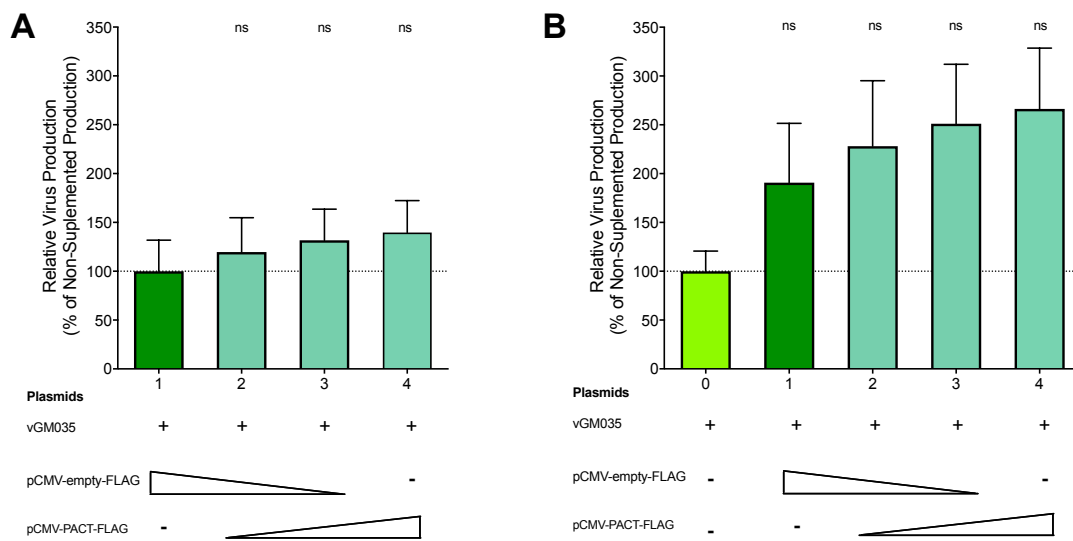 A
Relative Virus Production
(% of Non-Suplemented Production)
350
300
250
200
150
100
50
0
ns ns ns
1 2 3 4
Plasmids
vGM035 + + + +
pCMV-empty-FLAG -
pCMV-PACT-FLAG -
B
Relative Virus Production
(% of Non-Suplemented Production)
350
300
250
200
150
100
50
0
ns ns ns ns
0 1 2 3 4
Plasmids
vGM035 + + + + +
pCMV-empty-FLAG - -
pCMV-PACT-FLAG - -